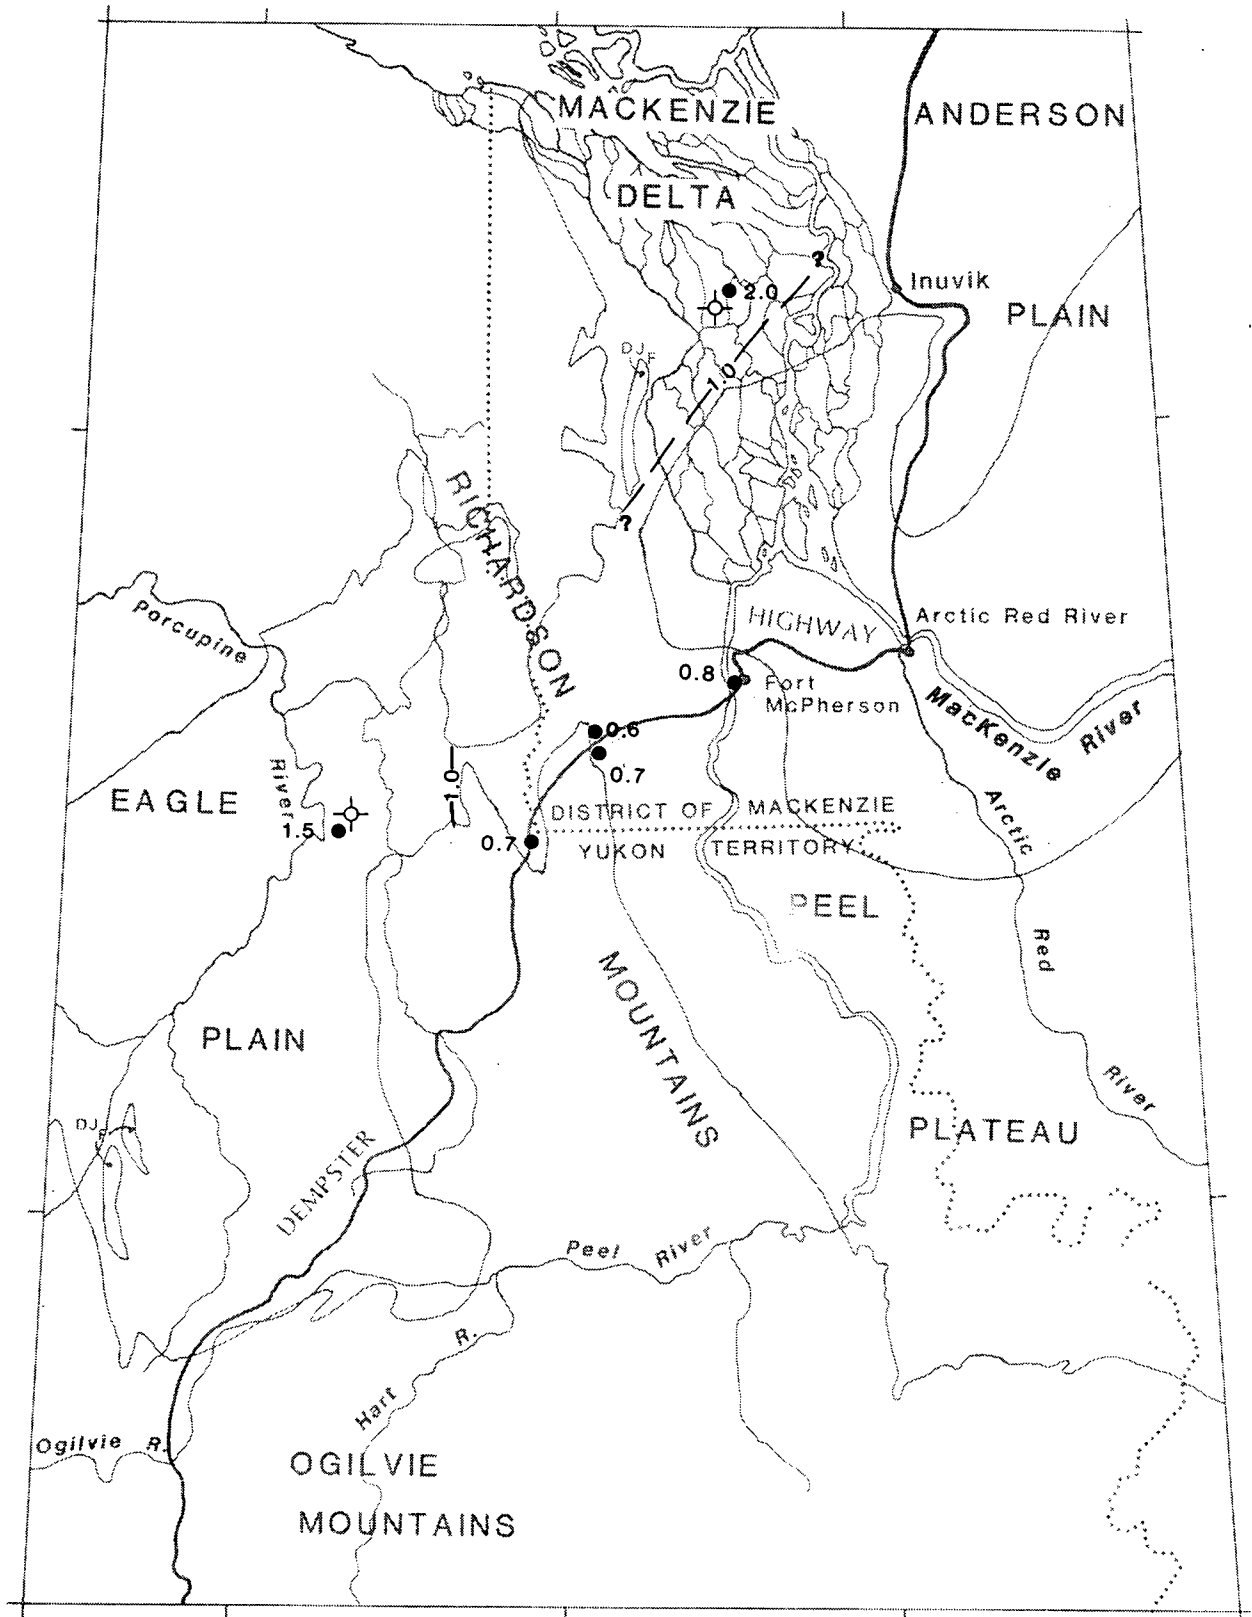 MACKENZIE
DELTA
ANDERSON
PLAIN
Inuvik
?
2.0
1.0
DJF
?
RICHARDSON
Porcupine
River
HIGHWAY
Arctic Red River
0.8
Fort
McPherson
MacKenzie
River
0.6
0.7
1.0
EAGLE
1.5
0.7
DISTRICT OF MACKENZIE
YUKON TERRITORY
Arctic
Red
River
PEEL
PLATEAU
MOUNTAINS
PLAIN
DJF
DEMPSTER
Peel River
Hart R.
Ogilvie R.
OGILVIE
MOUNTAINS